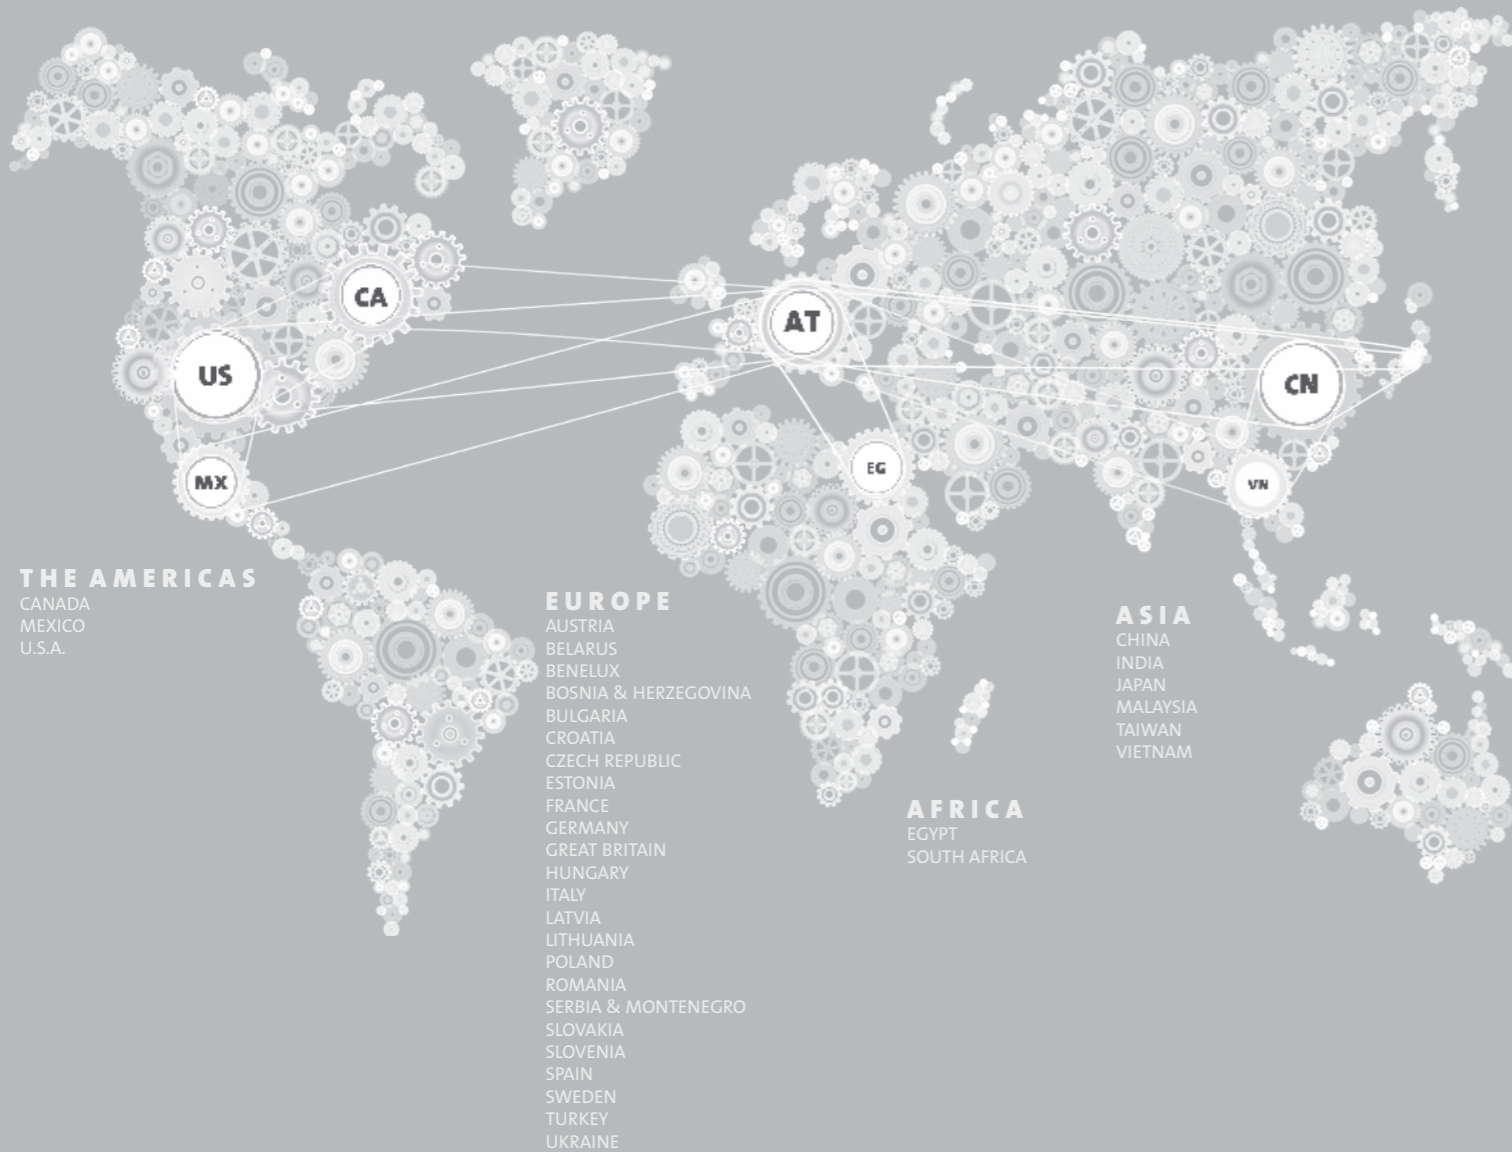 CA
AT
US
CN
EG
MX
VN
THE AMERICAS
CANADA
MEXICO
U.S.A.
EUROPE
AUSTRIA
BELARUS
BENELUX
BOSNIA & HERZEGOVINA
BULGARIA
CROATIA
CZECH REPUBLIC
ESTONIA
FRANCE
GERMANY
GREAT BRITAIN
HUNGARY
ITALY
LATVIA
LITHUANIA
POLAND
ROMANIA
SERBIA & MONTENEGRO
SLOVAKIA
SLOVENIA
SPAIN
SWEDEN
TURKEY
UKRAINE
AFRICA
EGYPT
SOUTH AFRICA
ASIA
CHINA
INDIA
JAPAN
MALAYSIA
TAIWAN
VIETNAM